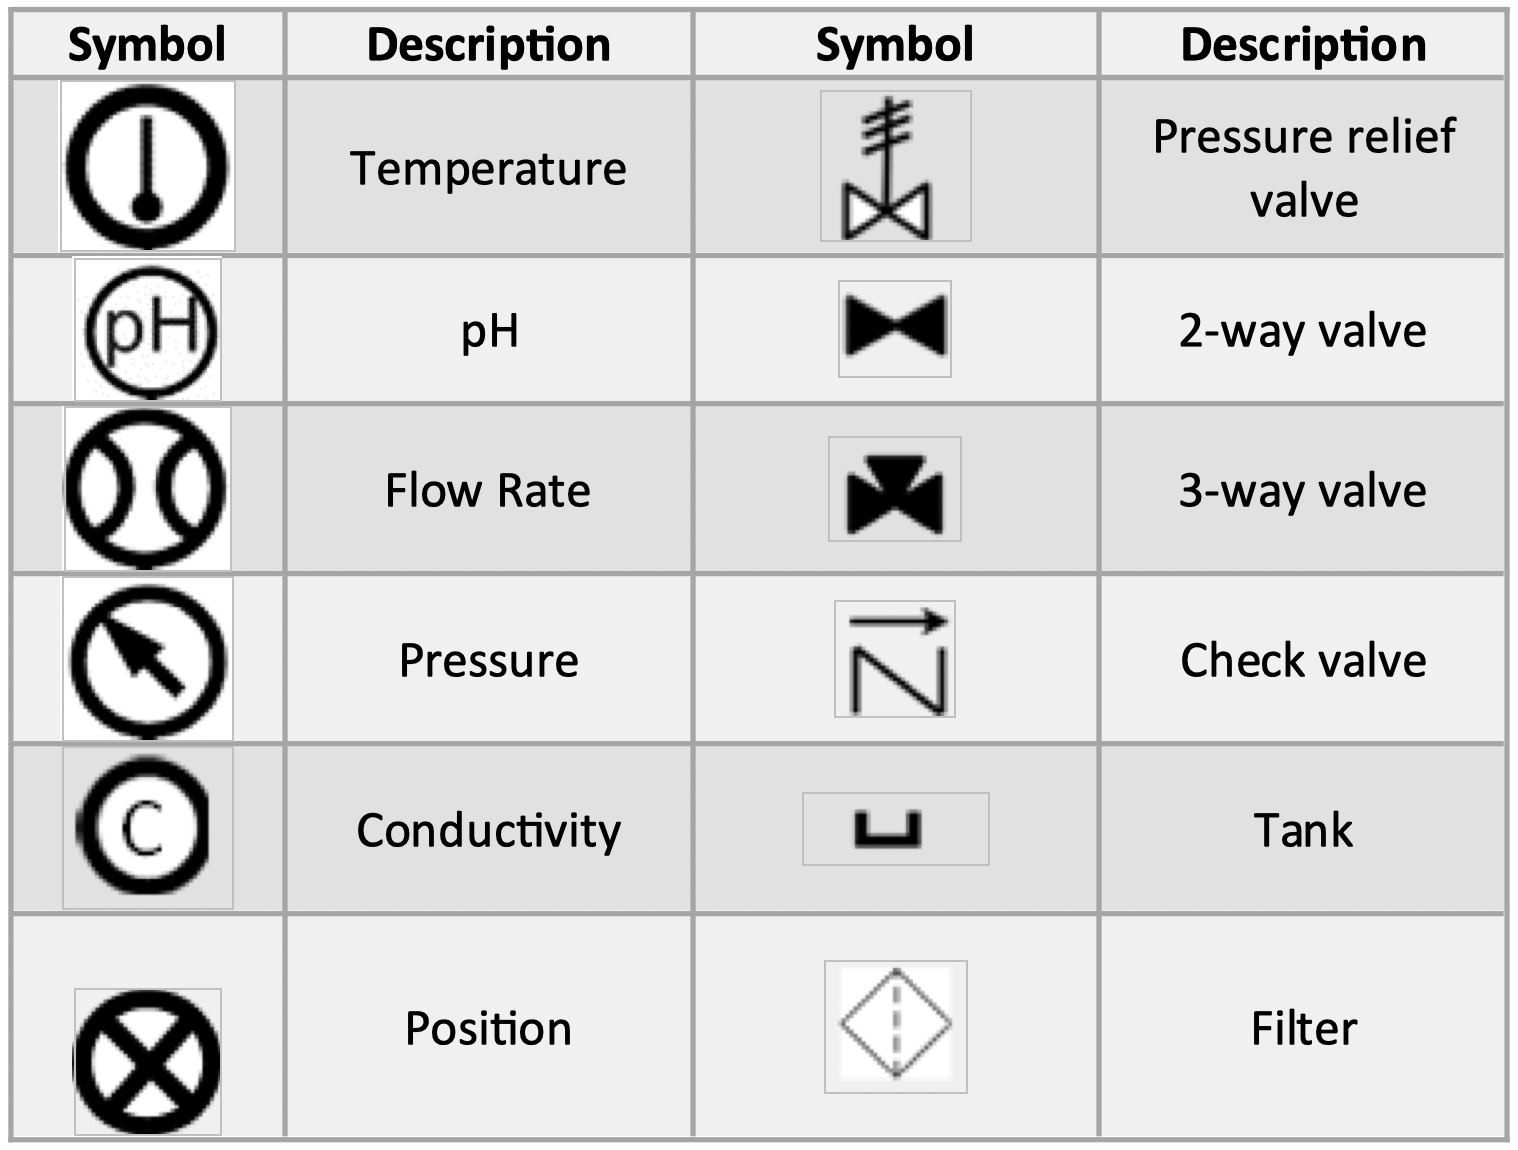 Symbol Description Symbol Description
Temperature Pressure relief
valve
pH pH 2-way valve
Flow Rate 3-way valve
Pressure Check valve
C Conductivity Tank
Position Filter